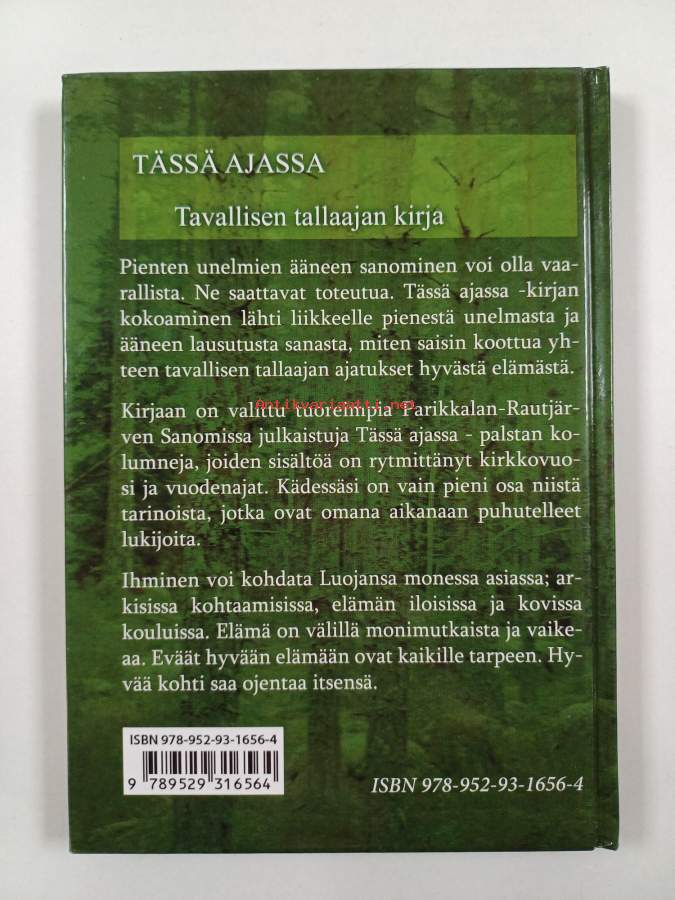 TÄSSÄ AJASSA
Tavallisen tallaajan kirja
Pienten unelmien ääneen sanominen voi olla vaa-
rallista. Ne saattavat toteutua. Tässä ajassa -kirjan
kokoaminen lähti liikkeelle pienestä unelmasta ja
ääneen lausutusta sanasta, miten saisin koottua yh-
teen tavallisen tallaajan ajatukset hyvästä elämästä.
Antikvariaatti.net
Kirjaan on valittu tuoreimpia Parikkalan-Rautjär-
ven Sanomissa julkaistuja Tässä ajassa - palstan ko-
lumneja, joiden sisältöä on rytmittänyt kirkkovuo-
si ja vuodenajat. Kädessäsi on vain pieni osa niistä
tarinoista, jotka ovat omana aikanaan puhutelleet
lukijoita.
Ihminen voi kohdata Luojansa monessa asiassa; ar-
kisissa kohtaamisissa, elämän iloisissa ja kovissa
kouluissa. Elämä on välillä monimutkaista ja vaike-
aa. Eväät hyvään elämään ovat kaikille tarpeen. Hy-
vää kohti saa ojentaa itsensä.
ISBN 978-952-93-1656-4
9 789529 316564
ISBN 978-952-93-1656-4